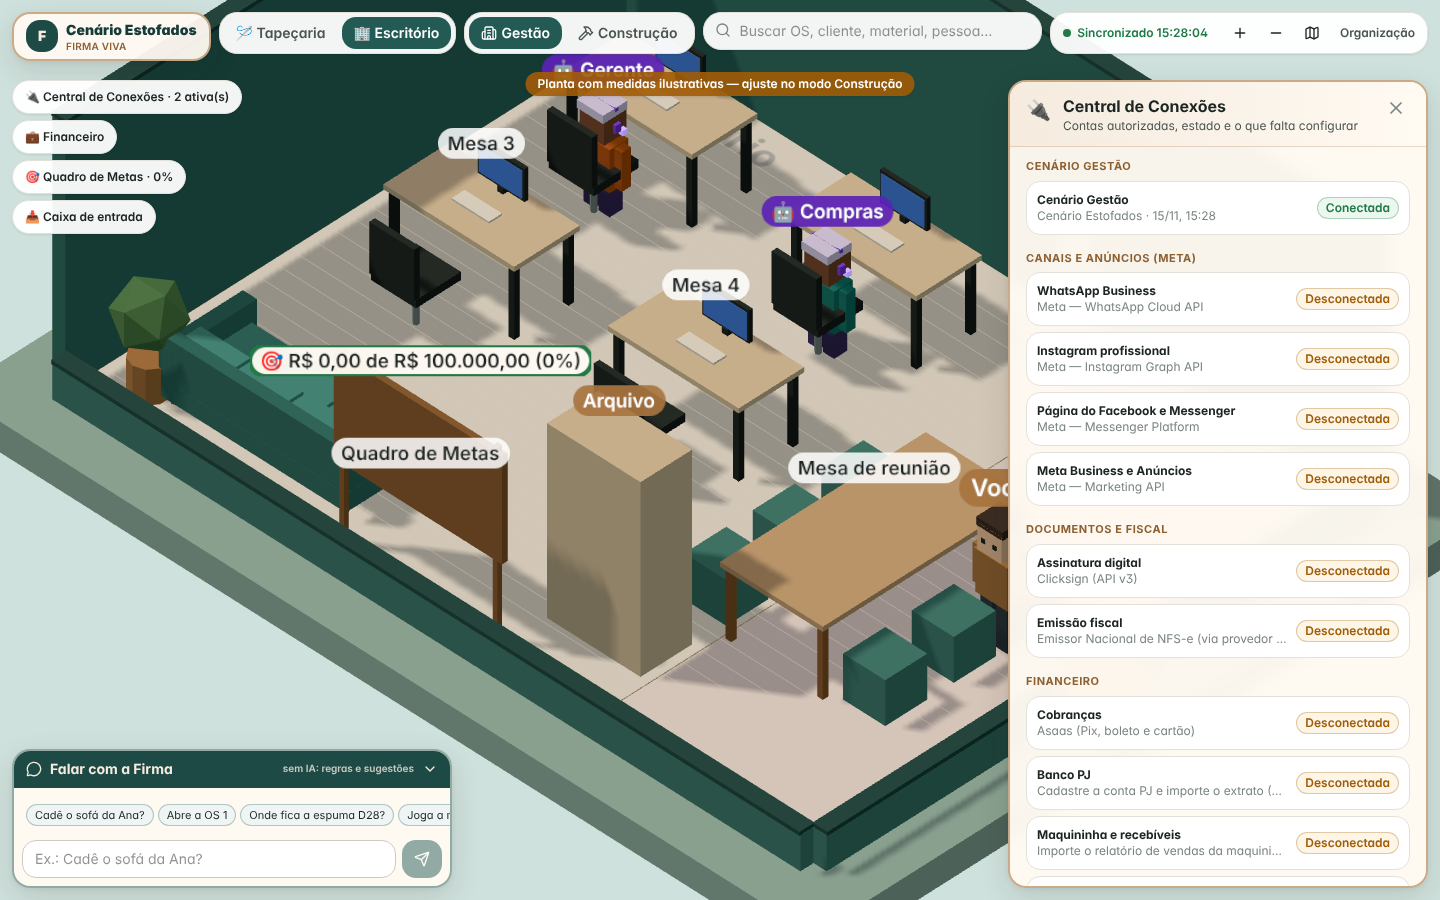 F
Cenário Estofados
FIRMA VIVA
Tapeçaria
Escritório
Gestão
Construção
Buscar OS, cliente, material, pessoa...
Sincronizado 15:28:04
Organização
Central de Conexões · 2 ativa(s)
Financeiro
Quadro de Metas · 0%
Caixa de entrada
Gerente
Planta com medidas ilustrativas — ajuste no modo Construção
Mesa 3
Compras
Mesa 4
R$ 0,00 de R$ 100.000,00 (0%)
Arquivo
Quadro de Metas
Mesa de reunião
Voc
Central de Conexões
Contas autorizadas, estado e o que falta configurar
CENÁRIO GESTÃO
Cenário Gestão
Cenário Estofados · 15/11, 15:28
Conectada
CANAIS E ANÚNCIOS (META)
WhatsApp Business
Meta — WhatsApp Cloud API
Desconectada
Instagram profissional
Meta — Instagram Graph API
Desconectada
Página do Facebook e Messenger
Meta — Messenger Platform
Desconectada
Meta Business e Anúncios
Meta — Marketing API
Desconectada
DOCUMENTOS E FISCAL
Assinatura digital
Clicksign (API v3)
Desconectada
Emissão fiscal
Emissor Nacional de NFS-e (via provedor ...
Desconectada
FINANCEIRO
Cobranças
Asaas (Pix, boleto e cartão)
Desconectada
Banco PJ
Cadastre a conta PJ e importe o extrato (...
Desconectada
Maquininha e recebíveis
Importe o relatório de vendas da maquini...
Desconectada
Falar com a Firma
sem IA: regras e sugestões
Cadê o sofá da Ana?
Abre a OS 1
Onde fica a espuma D28?
Joga a
Ex.: Cadê o sofá da Ana?